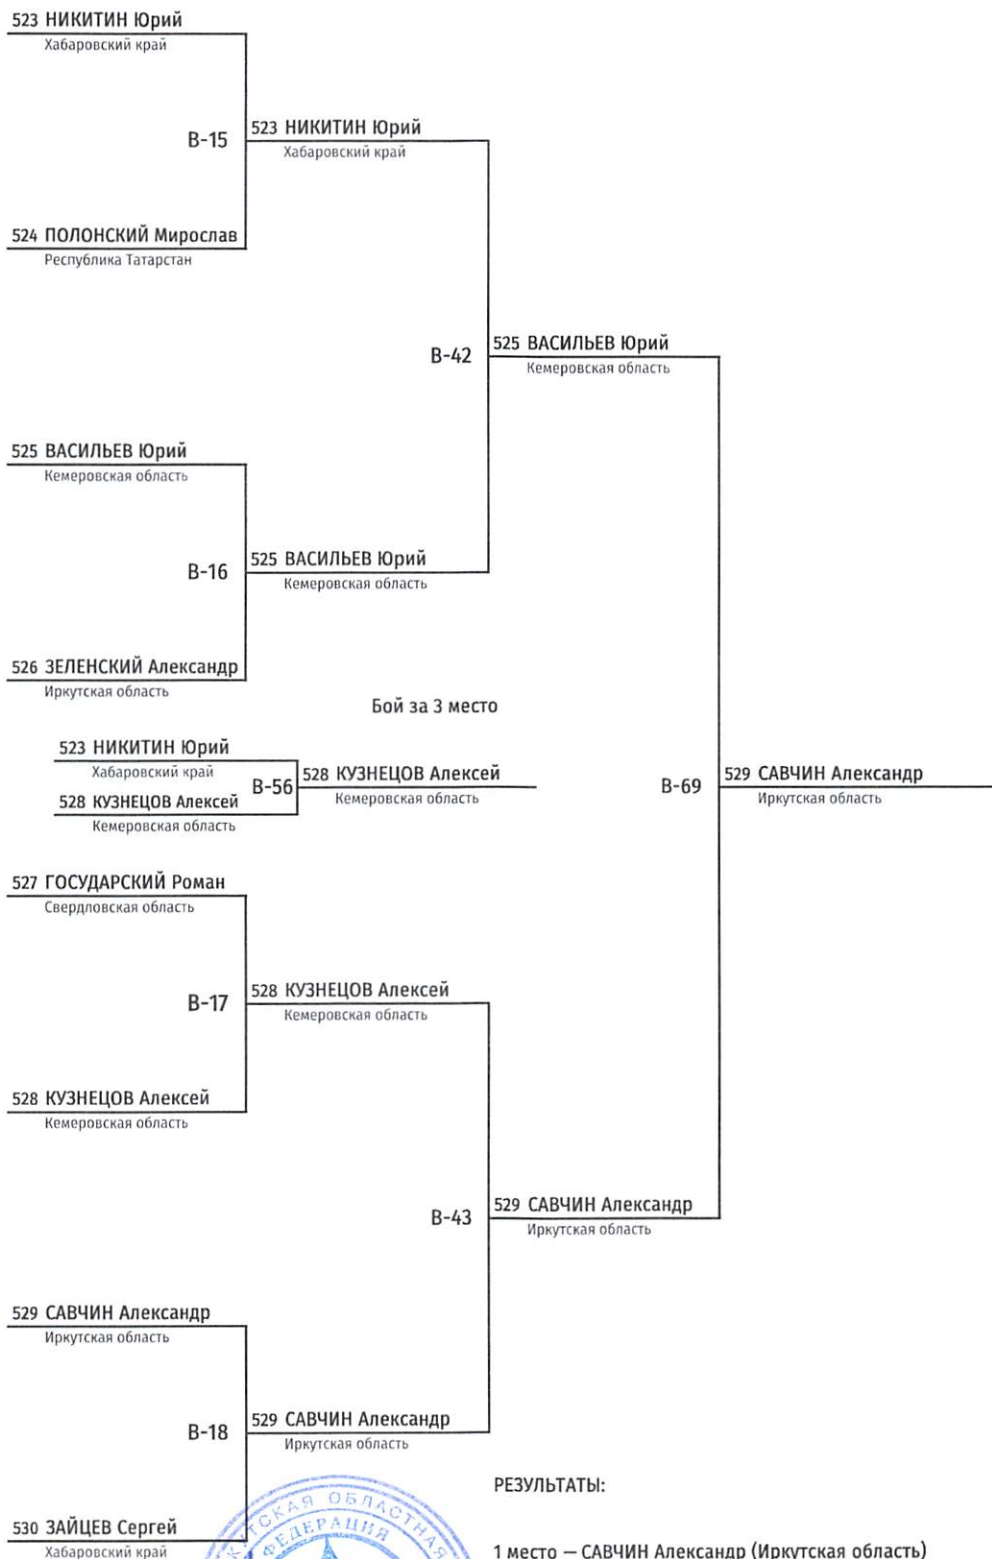 523 НИКИТИН Юрий
Хабаровский край
В-15
523 НИКИТИН Юрий
Хабаровский край
524 ПОЛОНСКИЙ Мирослав
Республика Татарстан
В-42
525 ВАСИЛЬЕВ Юрий
Кемеровская область
525 ВАСИЛЬЕВ Юрий
Кемеровская область
В-16
525 ВАСИЛЬЕВ Юрий
Кемеровская область
526 ЗЕЛЕНСКИЙ Александр
Иркутская область
Бой за 3 место
523 НИКИТИН Юрий
Хабаровский край
В-56
528 КУЗНЕЦОВ Алексей
Кемеровская область
528 КУЗНЕЦОВ Алексей
Кемеровская область
В-69
529 САВЧИН Александр
Иркутская область
527 ГОСУДАРСКИЙ Роман
Свердловская область
В-17
528 КУЗНЕЦОВ Алексей
Кемеровская область
528 КУЗНЕЦОВ Алексей
Кемеровская область
В-43
529 САВЧИН Александр
Иркутская область
529 САВЧИН Александр
Иркутская область
В-18
529 САВЧИН Александр
Иркутская область
530 ЗАЙЦЕВ Сергей
Хабаровский край
ОБЛАСТНАЯ
ФЕДЕРАЦИЯ
РЕЗУЛЬТАТЫ:
1 место — САВЧИН Александр (Иркутская область)